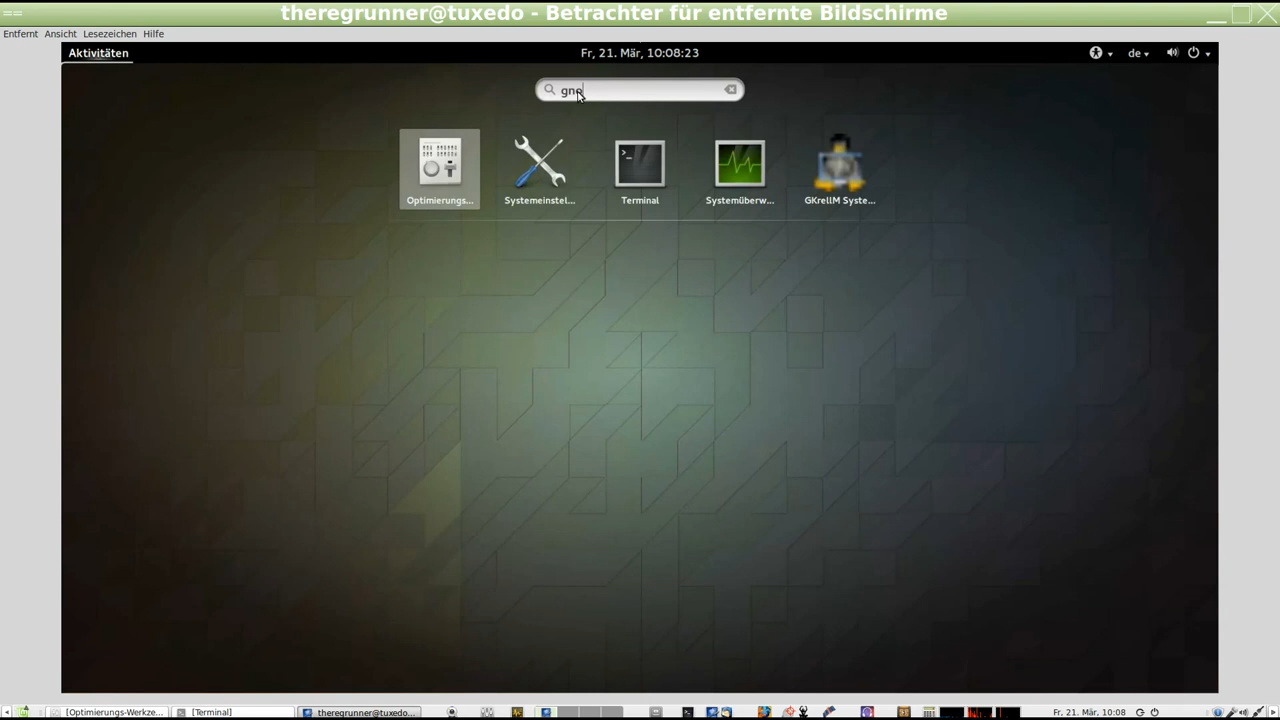 theregrunner@tuxedo - Betrachter für entfernte Bildschirme
Entfernt Ansicht Lesezeichen Hilfe
Aktivitäten Fr, 21. Mär, 10:08:23 de
gno
Optimierungs... Systemeinstel... Terminal Systemüberw... GKrellM Syste...
[Optimierungs-Werkze... [Terminal] theregrunner@tuxedo... Fr, 21. Mär, 10:08